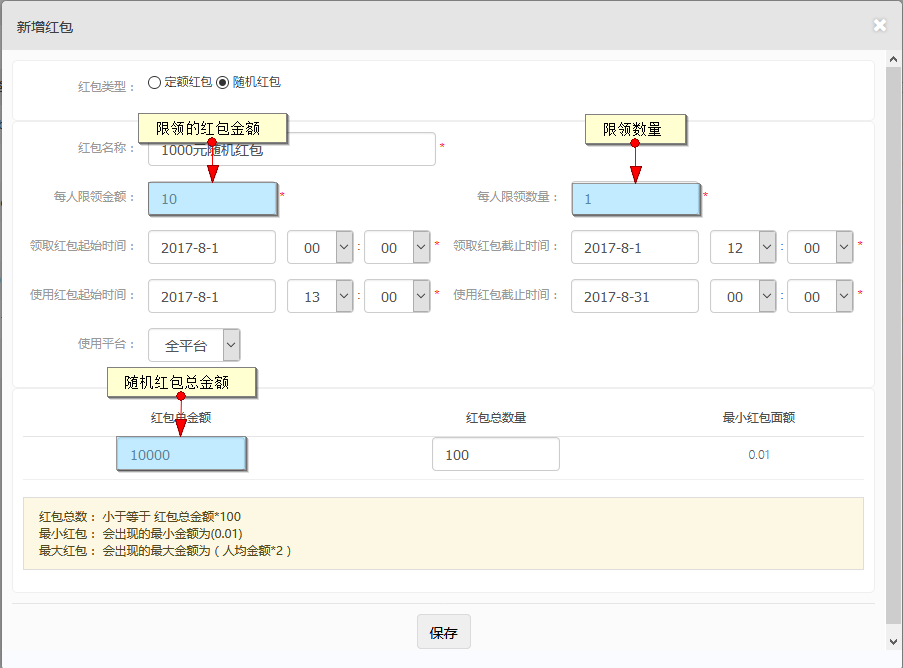 新增红包
红包类型： 定额红包 随机红包
限领的红包金额 限领数量
红包名称： 1000元随机红包 *
每人限领金额： 10 * 每人限领数量： 1 *
领取红包起始时间： 2017-8-1 00 : 00 * 领取红包截止时间： 2017-8-1 12 : 00 *
使用红包起始时间： 2017-8-1 13 : 00 * 使用红包截止时间： 2017-8-31 00 : 00 *
使用平台： 全平台
随机红包总金额
红包总金额 红包总数量 最小红包面额
10000 100 0.01
红包总数： 小于等于 红包总金额*100
最小红包： 会出现的最小金额为(0.01)
最大红包： 会出现的最大金额为（人均金额*2）
保存